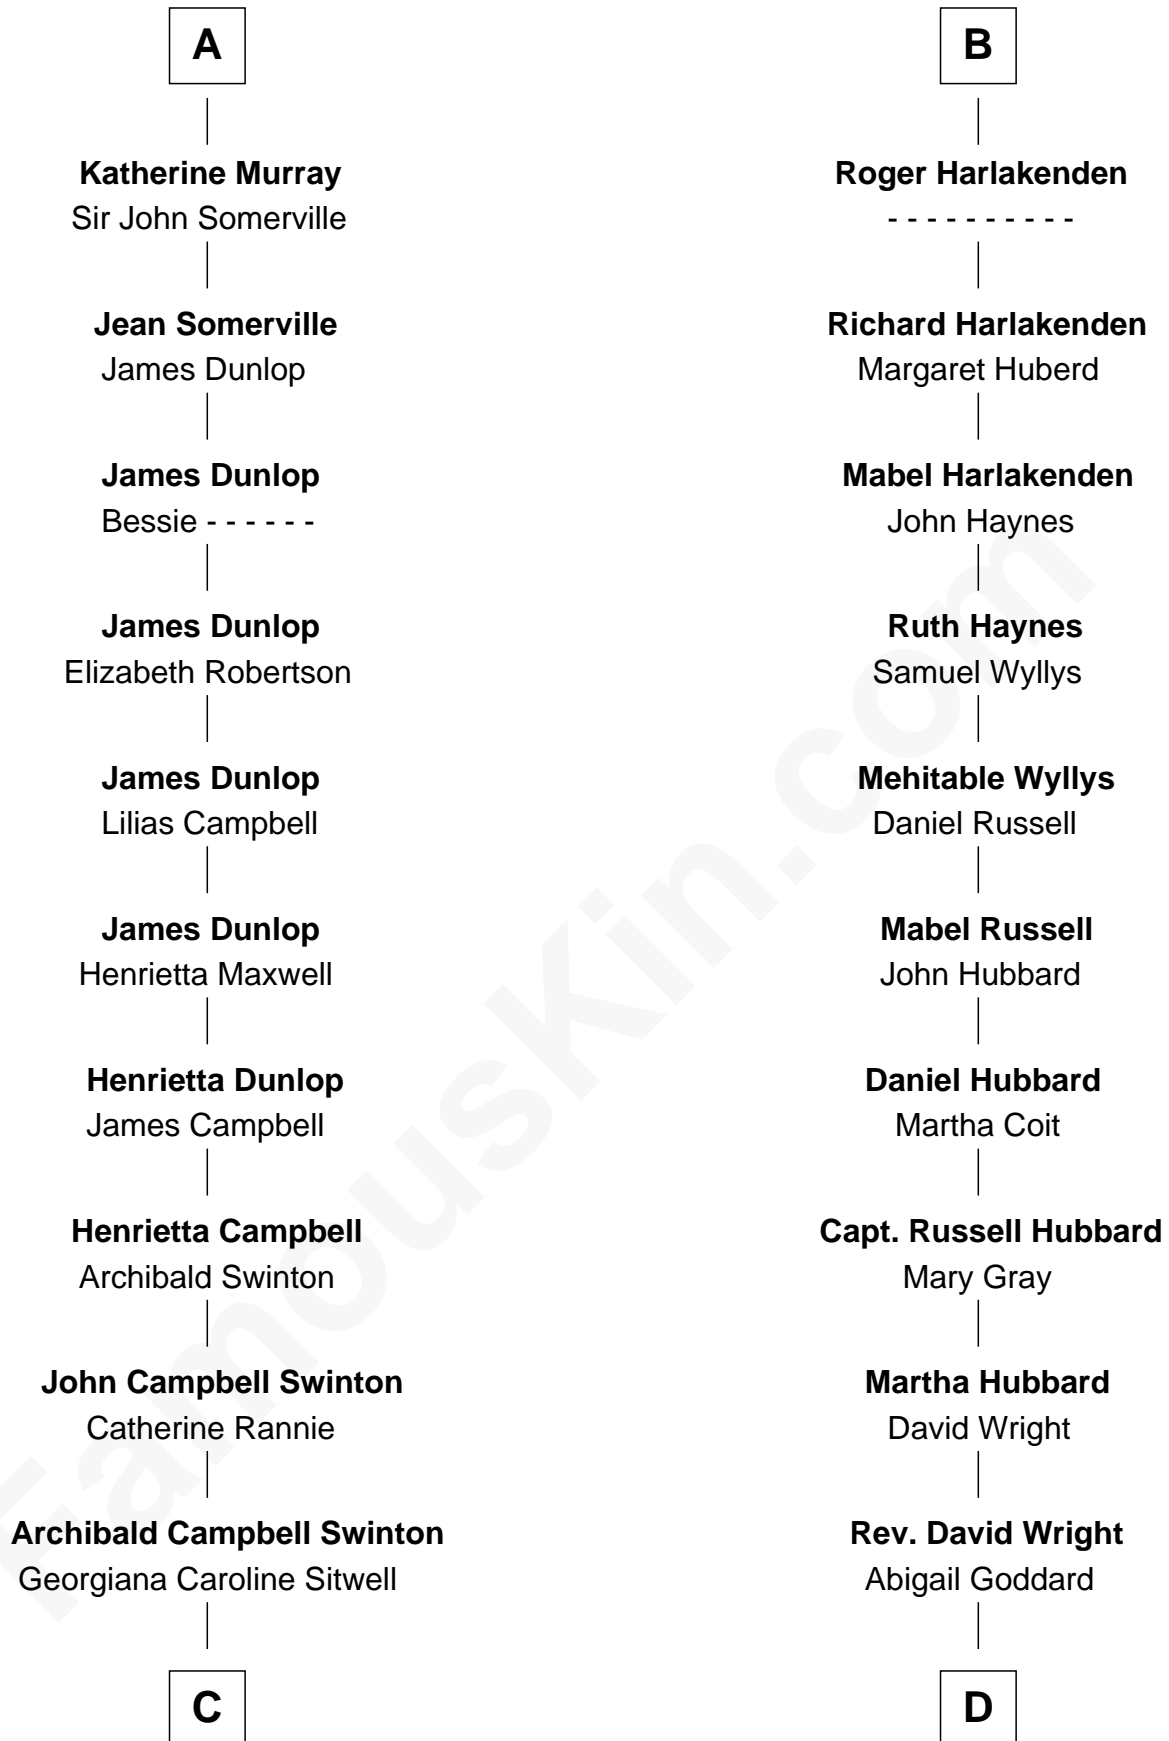 A
Katherine Murray
Sir John Somerville
Jean Somerville
James Dunlop
James Dunlop
Bessie - - - - - -
James Dunlop
Elizabeth Robertson
James Dunlop
Lilias Campbell
James Dunlop
Henrietta Maxwell
Henrietta Dunlop
James Campbell
Henrietta Campbell
Archibald Swinton
John Campbell Swinton
Catherine Rannie
Archibald Campbell Swinton
Georgiana Caroline Sitwell
C
B
Roger Harlakenden
- - - - - - - - - -
Richard Harlakenden
Margaret Huberd
Mabel Harlakenden
John Haynes
Ruth Haynes
Samuel Wyllys
Mehitable Wyllys
Daniel Russell
Mabel Russell
John Hubbard
Daniel Hubbard
Martha Coit
Capt. Russell Hubbard
Mary Gray
Martha Hubbard
David Wright
Rev. David Wright
Abigail Goddard
D
FamousKin.com